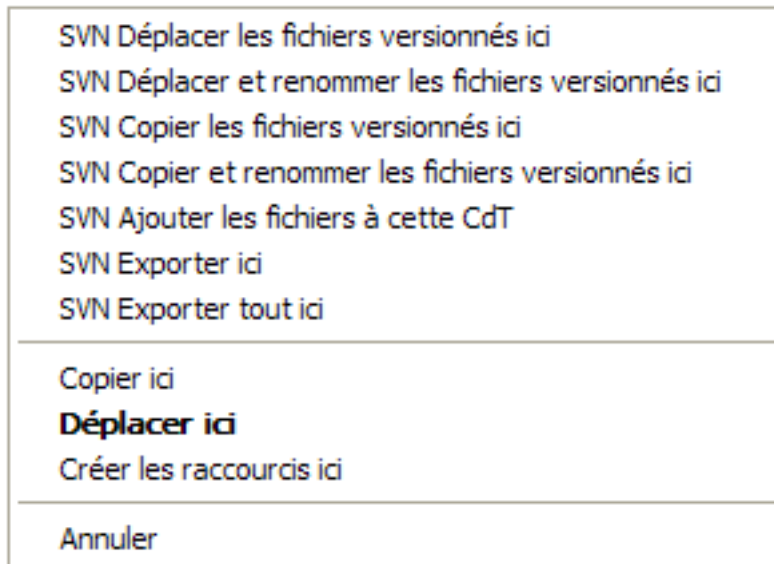 SVN Déplacer les fichiers versionnés ici
SVN Déplacer et renommer les fichiers versionnés ici
SVN Copier les fichiers versionnés ici
SVN Copier et renommer les fichiers versionnés ici
SVN Ajouter les fichiers à cette CdT
SVN Exporter ici
SVN Exporter tout ici
Copier ici
Déplacer ici
Créer les raccourcis ici
Annuler